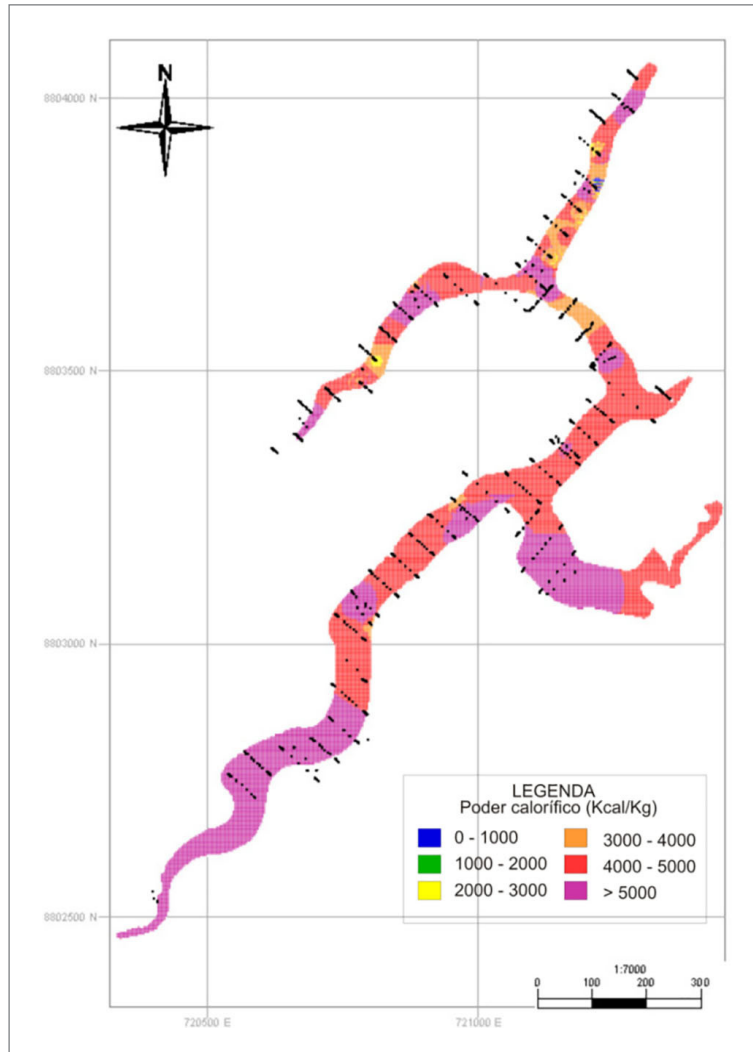 N
8804000 N
8803500 N
8803000 N
8802500 N
LEGENDA
Poder calorífico (Kcal/Kg)
0 - 1000
3000 - 4000
1000 - 2000
4000 - 5000
2000 - 3000
> 5000
1:7000
0 100 200 300
720500 E
721000 E